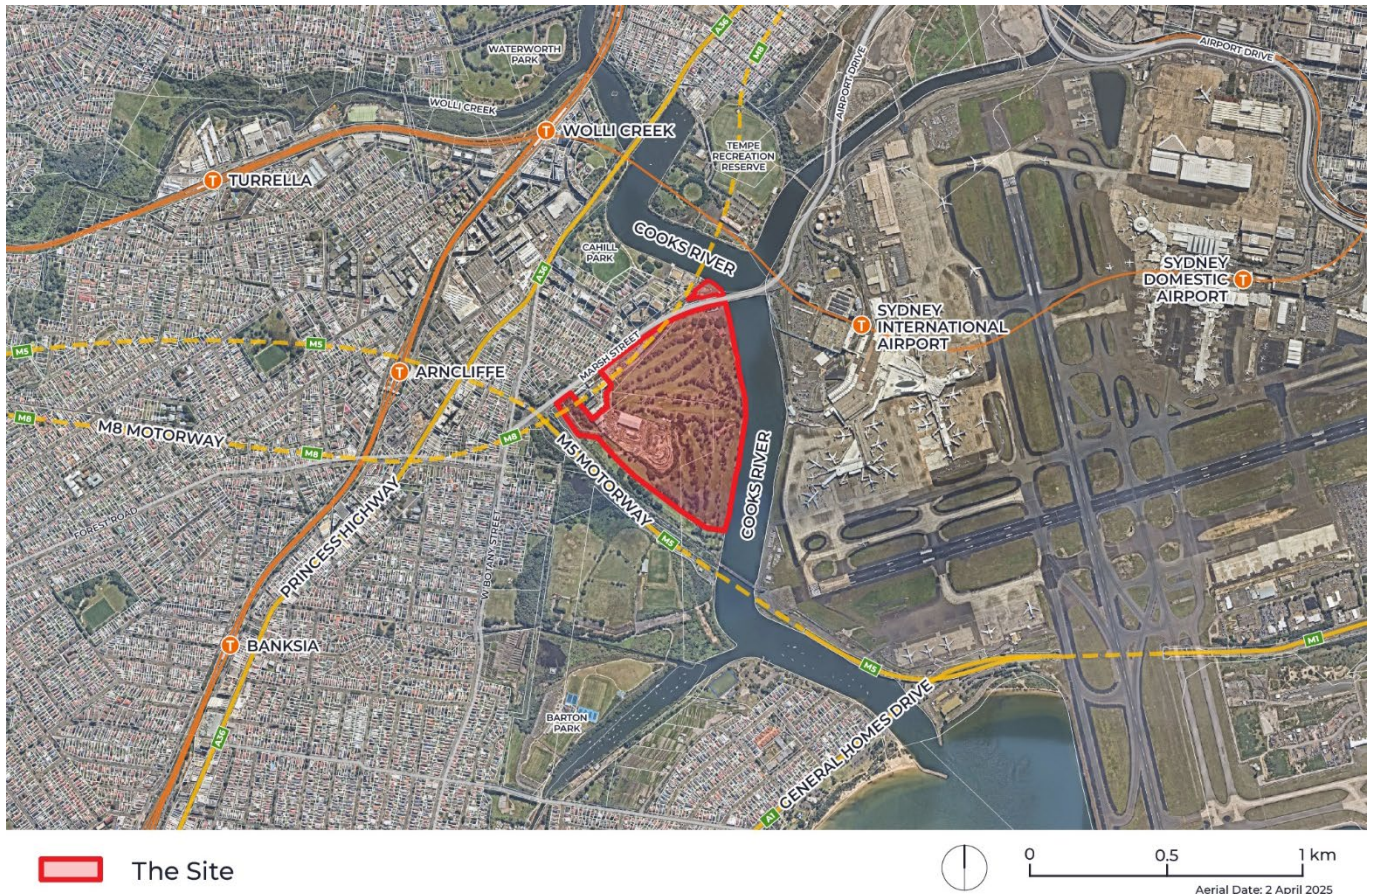 A36
M8
AIRPORT DRIVE
WATERWORTH
PARK
AIRPORT DRIVE
WOLLI CREEK
T WOLLI CREEK
TEMPE
RECREATION
RESERVE
T TURRELLA
COOKS RIVER
CAHILL
PARK
A36
SYDNEY
DOMESTIC
AIRPORT
T
T
SYDNEY
INTERNATIONAL
AIRPORT
M5
M5
MARSH STREET
T ARNCLIFFE
M8
M8 MOTORWAY
M8
M8
M5 MOTORWAY
COOKS RIVER
FOREST ROAD
PRINCESS HIGHWAY
W BOTANY STREET
M5
T BANKSIA
M1
M5
BARTON
PARK
A36
A1 GENERAL HOMES DRIVE
The Site
0 0.5 1 km
Aerial Date: 2 April 2025